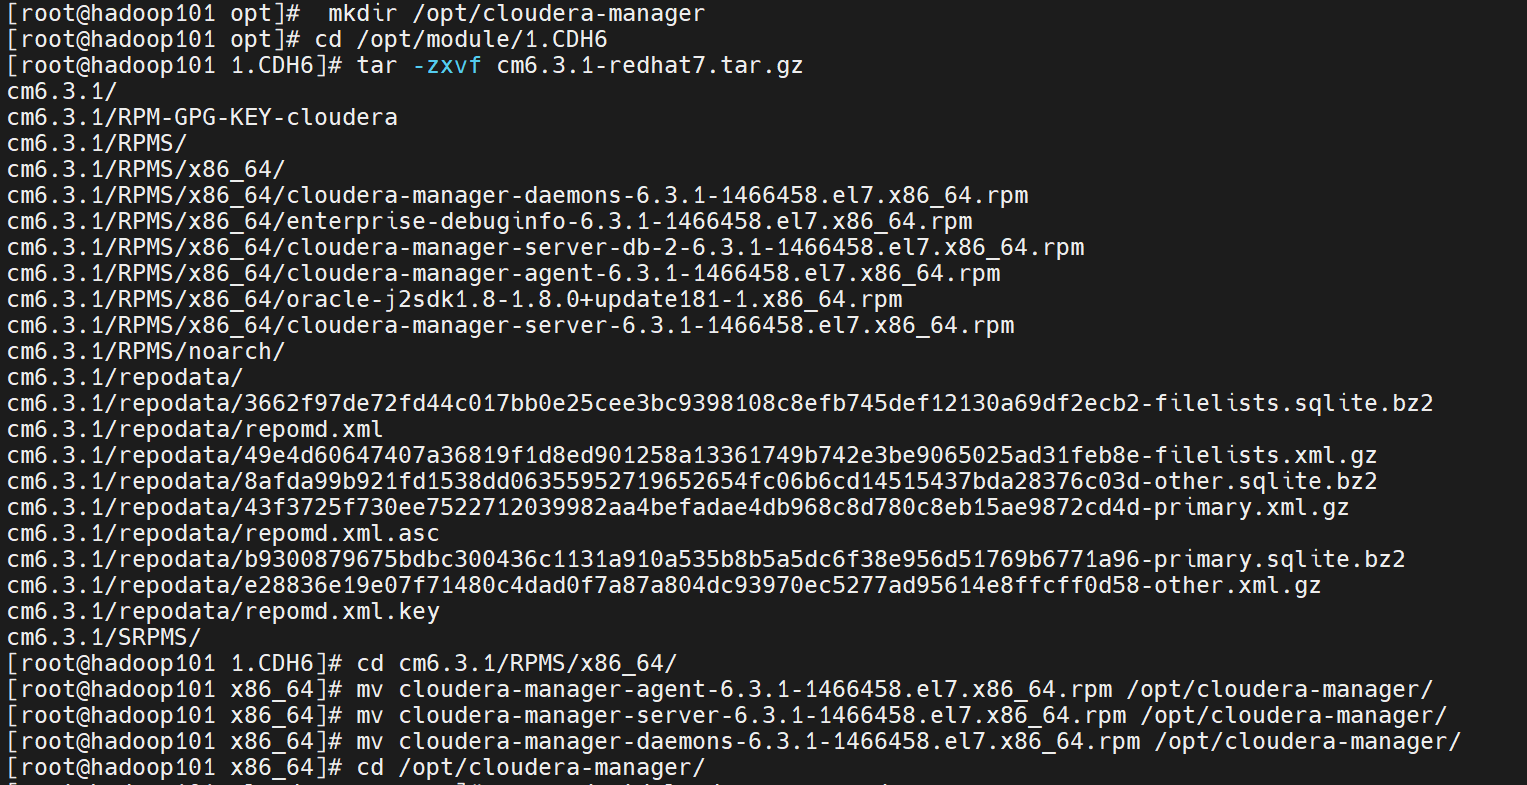 [root@hadoop101 opt]#  mkdir /opt/cloudera-manager
[root@hadoop101 opt]# cd /opt/module/1.CDH6
[root@hadoop101 1.CDH6]# tar -zxvf cm6.3.1-redhat7.tar.gz
cm6.3.1/
cm6.3.1/RPM-GPG-KEY-cloudera
cm6.3.1/RPMS/
cm6.3.1/RPMS/x86_64/
cm6.3.1/RPMS/x86_64/cloudera-manager-daemons-6.3.1-1466458.el7.x86_64.rpm
cm6.3.1/RPMS/x86_64/enterprise-debuginfo-6.3.1-1466458.el7.x86_64.rpm
cm6.3.1/RPMS/x86_64/cloudera-manager-server-db-2-6.3.1-1466458.el7.x86_64.rpm
cm6.3.1/RPMS/x86_64/cloudera-manager-agent-6.3.1-1466458.el7.x86_64.rpm
cm6.3.1/RPMS/x86_64/oracle-j2sdk1.8-1.8.0+update181-1.x86_64.rpm
cm6.3.1/RPMS/x86_64/cloudera-manager-server-6.3.1-1466458.el7.x86_64.rpm
cm6.3.1/RPMS/noarch/
cm6.3.1/repodata/
cm6.3.1/repodata/3662f97de72fd44c017bb0e25cee3bc9398108c8efb745def12130a69df2ecb2-filelists.sqlite.bz2
cm6.3.1/repodata/repomd.xml
cm6.3.1/repodata/49e4d60647407a36819f1d8ed901258a13361749b742e3be9065025ad31feb8e-filelists.xml.gz
cm6.3.1/repodata/8afda99b921fd1538dd06355952719652654fc06b6cd14515437bda28376c03d-other.sqlite.bz2
cm6.3.1/repodata/43f3725f730ee7522712039982aa4befadae4db968c8d780c8eb15ae9872cd4d-primary.xml.gz
cm6.3.1/repodata/repomd.xml.asc
cm6.3.1/repodata/b9300879675bdbc300436c1131a910a535b8b5a5dc6f38e956d51769b6771a96-primary.sqlite.bz2
cm6.3.1/repodata/e28836e19e07f71480c4dad0f7a87a804dc93970ec5277ad95614e8ffcff0d58-other.xml.gz
cm6.3.1/repodata/repomd.xml.key
cm6.3.1/SRPMS/
[root@hadoop101 1.CDH6]# cd cm6.3.1/RPMS/x86_64/
[root@hadoop101 x86_64]# mv cloudera-manager-agent-6.3.1-1466458.el7.x86_64.rpm /opt/cloudera-manager/
[root@hadoop101 x86_64]# mv cloudera-manager-server-6.3.1-1466458.el7.x86_64.rpm /opt/cloudera-manager/
[root@hadoop101 x86_64]# mv cloudera-manager-daemons-6.3.1-1466458.el7.x86_64.rpm /opt/cloudera-manager/
[root@hadoop101 x86_64]# cd /opt/cloudera-manager/